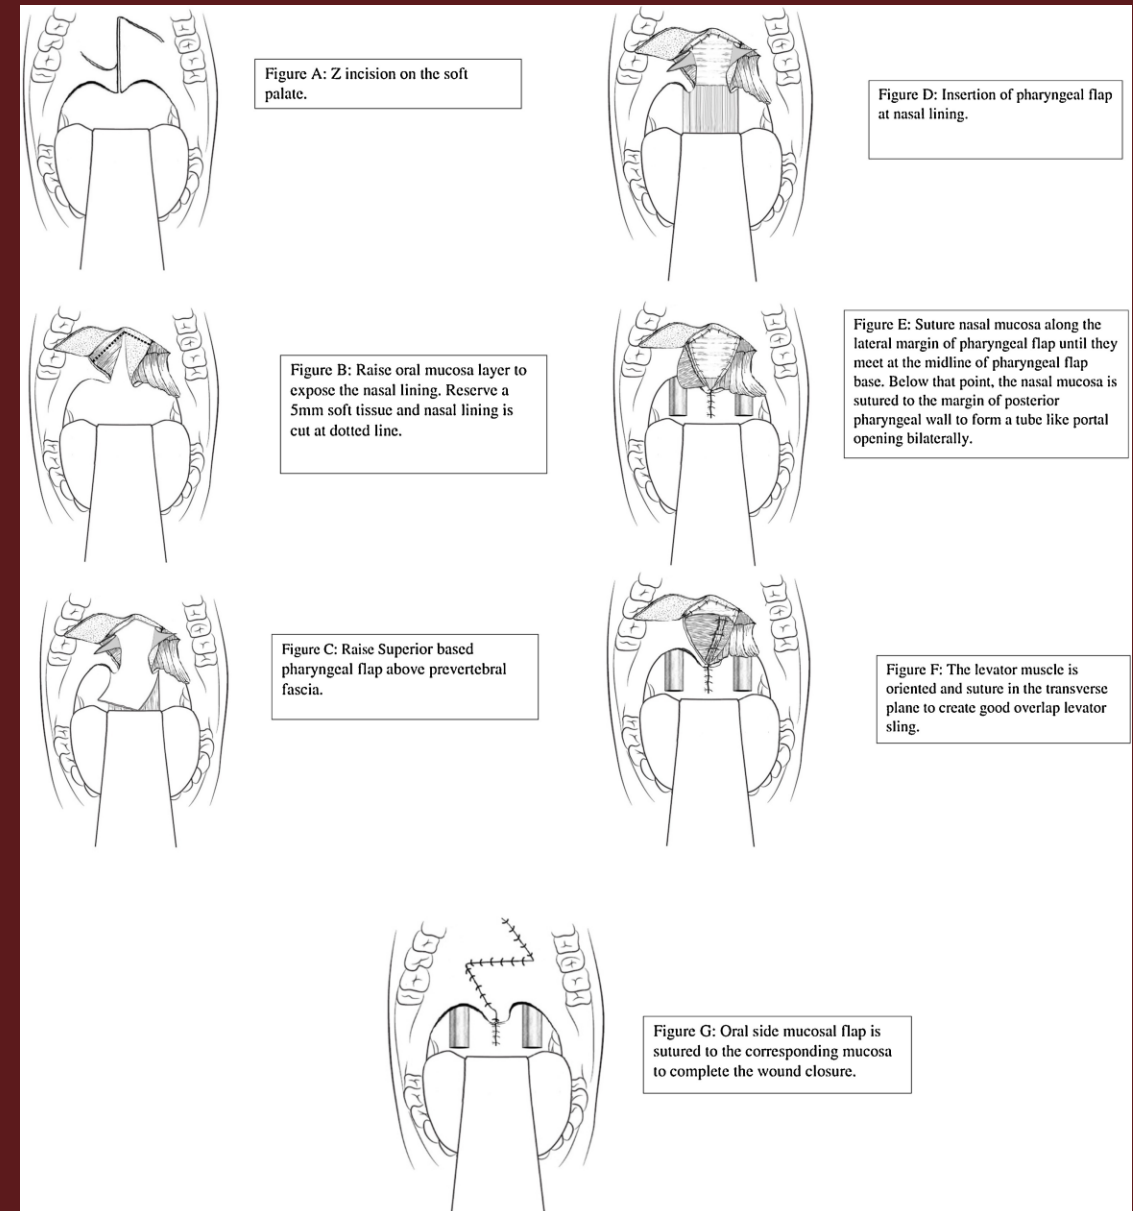 Figure A: Z incision on the soft
palate.
Figure B: Raise oral mucosa layer to
expose the nasal lining. Reserve a
5mm soft tissue and nasal lining is
cut at dotted line.
Figure C: Raise Superior based
pharyngeal flap above prevertebral
fascia.
Figure D: Insertion of pharyngeal flap
at nasal lining.
Figure E: Suture nasal mucosa along the
lateral margin of pharyngeal flap until they
meet at the midline of pharyngeal flap
base. Below that point, the nasal mucosa is
sutured to the margin of posterior
pharyngeal wall to form a tube like portal
opening bilaterally.
Figure F: The levator muscle is
oriented and suture in the transverse
plane to create good overlap levator
sling.
Figure G: Oral side mucosal flap is
sutured to the corresponding mucosa
to complete the wound closure.